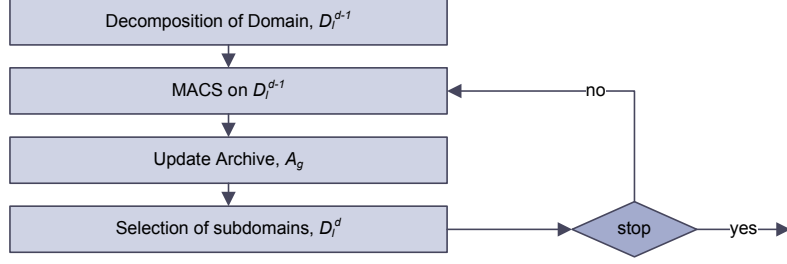 Decomposition of Domain, D_l^{d-1}
MACS on D_l^{d-1}
no
Update Archive, A_g
Selection of subdomains, D_l^d
stop
yes